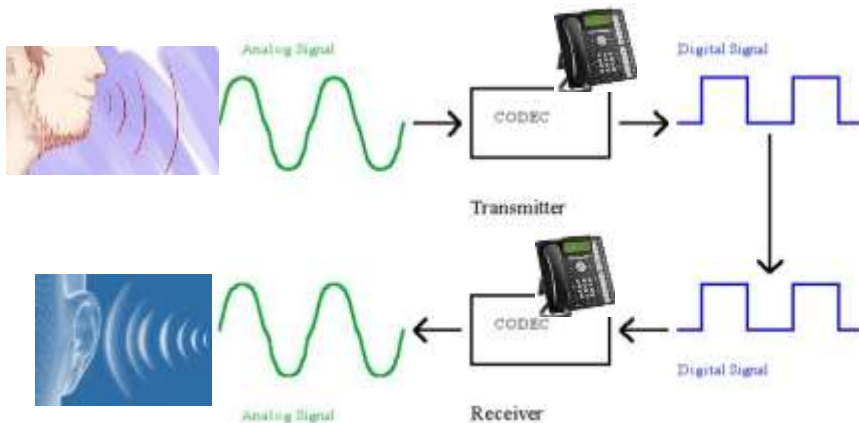 Analog Signal
Digital Signal
CODEC
Transmitter
CODEC
Digital Signal
Analog Signal
Receiver